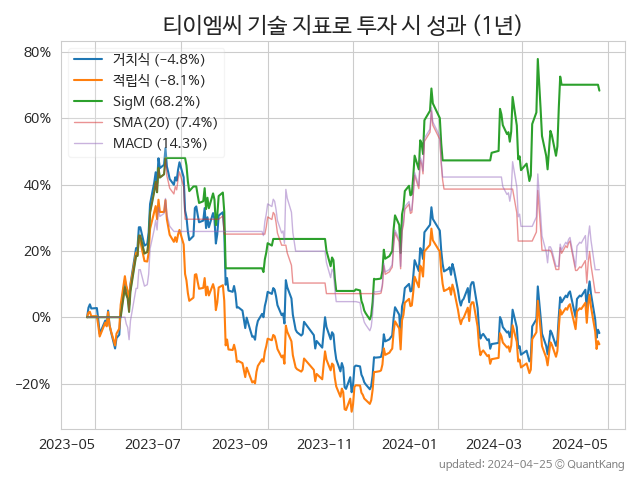 티이엠씨 기술 지표로 투자 시 성과 (1년)
80%
60%
40%
20%
0%
−20%
거치식 (−4.8%)
적립식 (−8.1%)
SigM (68.2%)
SMA(20) (7.4%)
MACD (14.3%)
2023-05 2023-07 2023-09 2023-11 2024-01 2024-03 2024-05
updated: 2024-04-25 © QuantKang